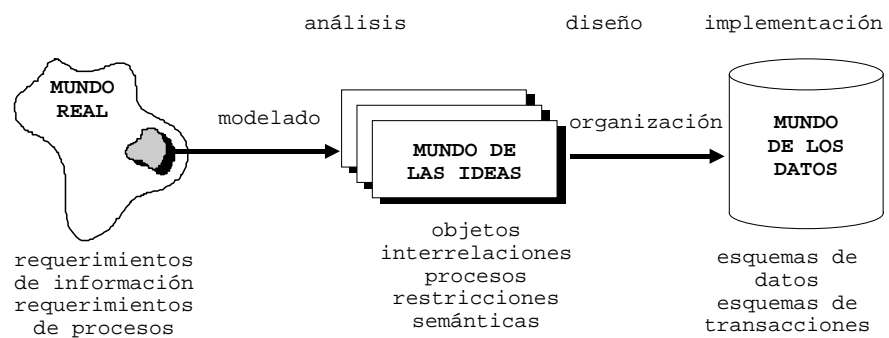 análisis
diseño
implementación
MUNDO
REAL
modelado
MUNDO DE
LAS IDEAS
organización
MUNDO
DE LOS
DATOS
requerimientos
de información
requerimientos
de procesos
objetos
interrelaciones
procesos
restricciones
semánticas
esquemas de
datos
esquemas de
transacciones